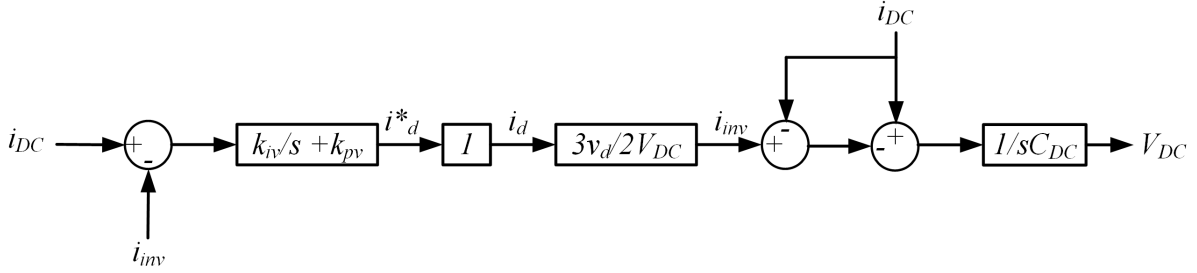 i_DC
i_DC
+
-
k_iv/s +k_pv
i*_d
1
i_d
3v_d/2V_DC
i_inv
+
-
-
+
1/sC_DC
V_DC
i_inv